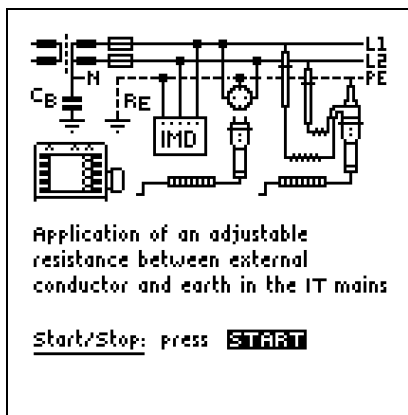 L1
L2
N
PE
CB
RE
IMD
Application of an adjustable
resistance between external
conductor and earth in the IT mains
Start/Stop: press START